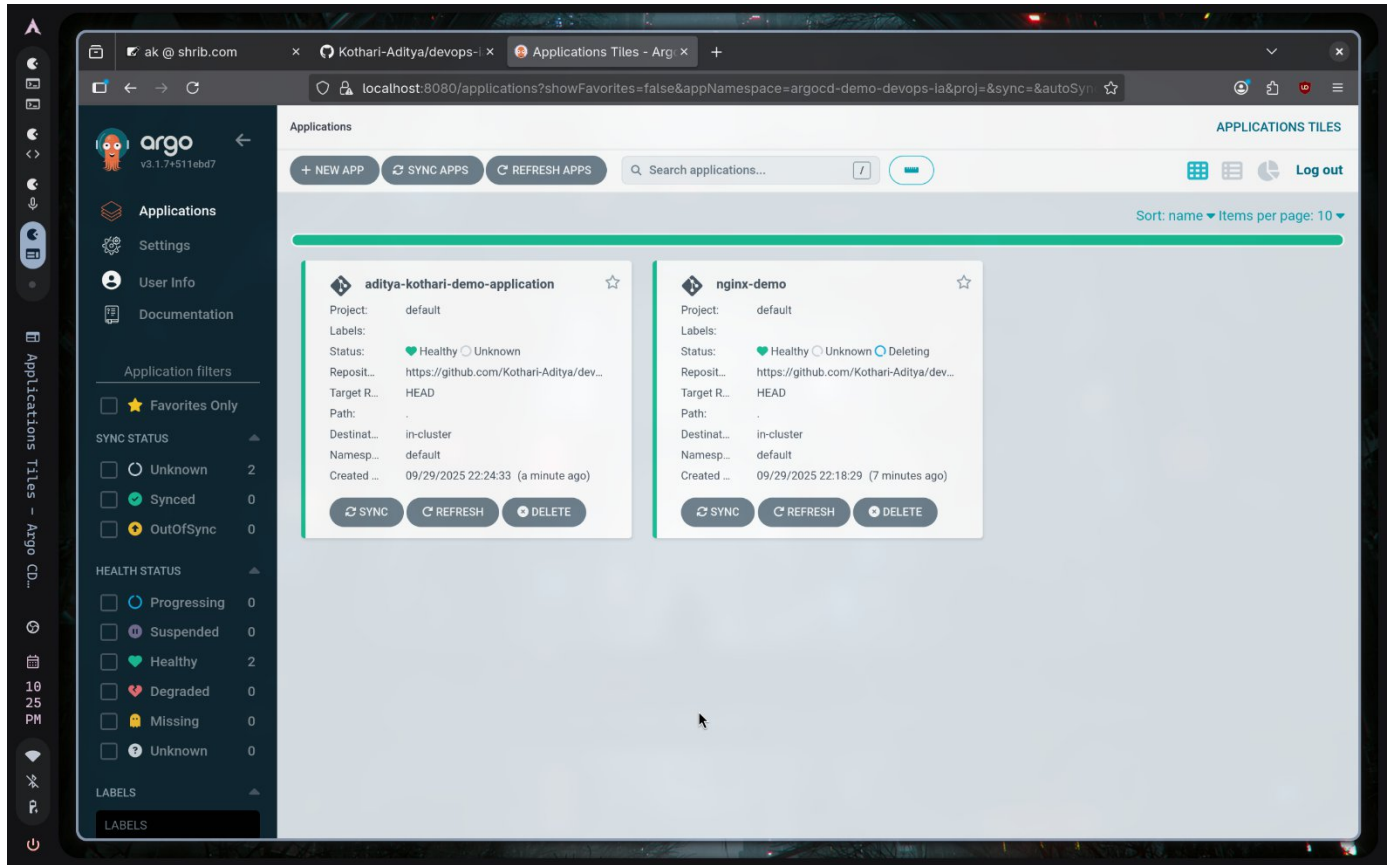 ak @ shrib.com
Kothari-Aditya/devops-i
Applications Tiles - Arg
localhost:8080/applications?showFavorites=false&appNamespace=argocd-demo-devops-ia&proj=&sync=&autoSyn
argo
v3.1.7+511ebd7
Applications
Settings
User Info
Documentation
Application filters
Favorites Only
SYNC STATUS
Unknown 2
Synced 0
OutOfSync 0
HEALTH STATUS
Progressing 0
Suspended 0
Healthy 2
Degraded 0
Missing 0
Unknown 0
LABELS
LABELS
Applications
APPLICATIONS TILES
+ NEW APP
SYNC APPS
REFRESH APPS
Search applications...
/
Log out
Sort: name
Items per page: 10
aditya-kothari-demo-application
Project: default
Labels:
Status: Healthy Unknown
Reposit... https://github.com/Kothari-Aditya/dev...
Target R... HEAD
Path: .
Destinat... in-cluster
Namesp... default
Created ... 09/29/2025 22:24:33 (a minute ago)
SYNC REFRESH DELETE
nginx-demo
Project: default
Labels:
Status: Healthy Unknown Deleting
Reposit... https://github.com/Kothari-Aditya/dev...
Target R... HEAD
Path: .
Destinat... in-cluster
Namesp... default
Created ... 09/29/2025 22:18:29 (7 minutes ago)
SYNC REFRESH DELETE
Applications Tiles — Argo CD…
10
25
PM